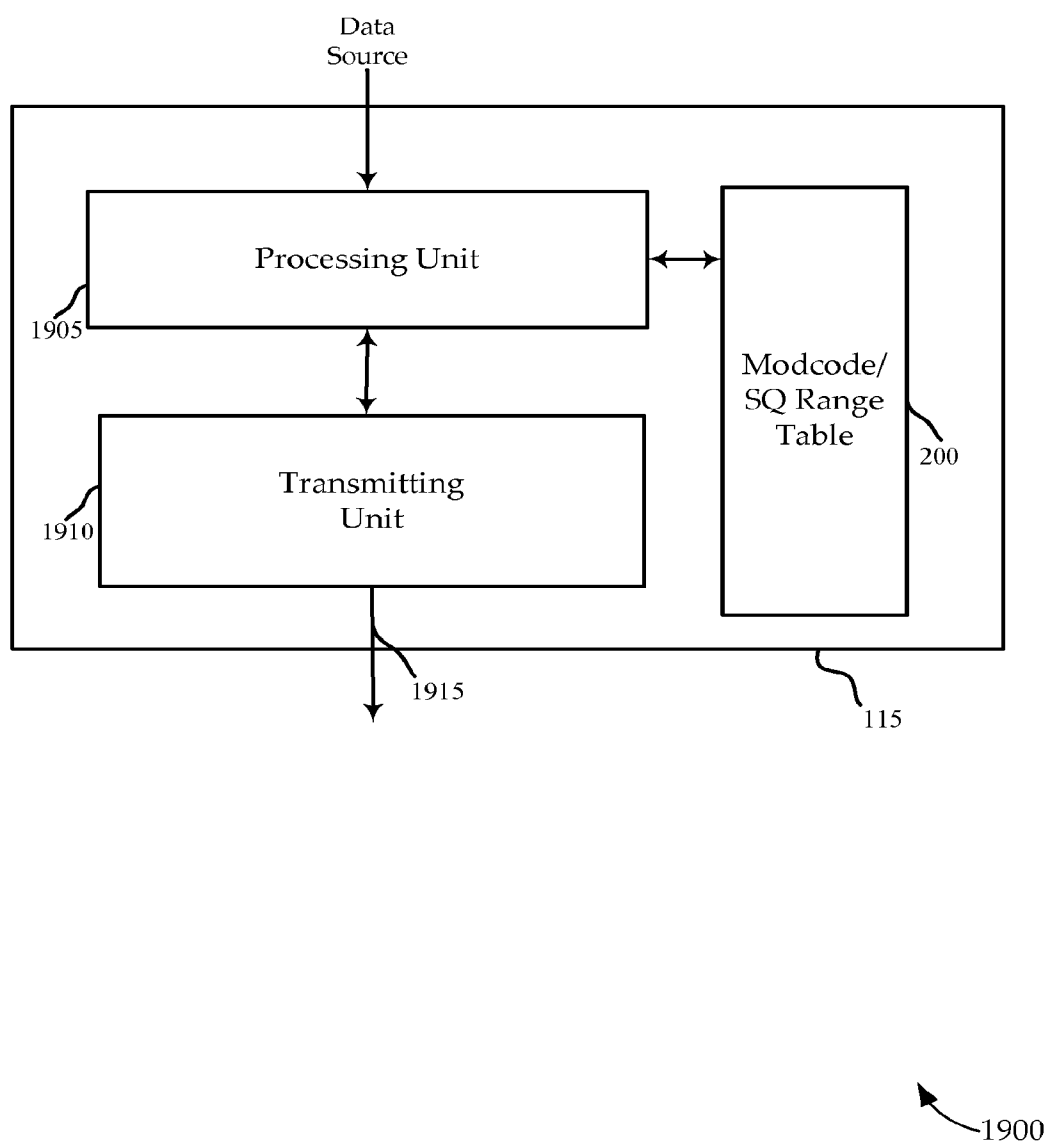 Data
Source
Processing Unit
1905
Modcode/
SQ Range
Table
200
Transmitting
Unit
1910
1915
115
1900